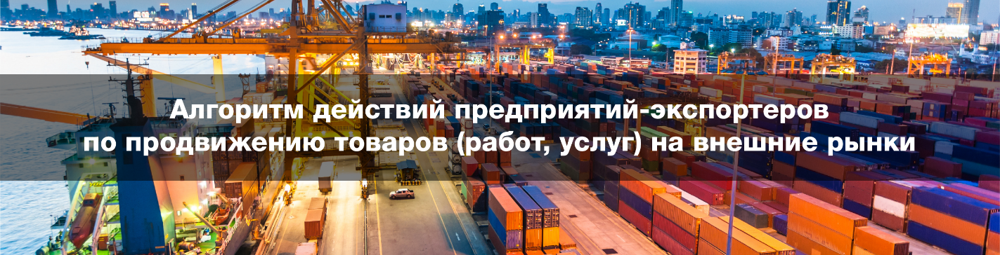 Алгоритм действий предприятий-экспортеров
по продвижению товаров (работ, услуг) на внешние рынки